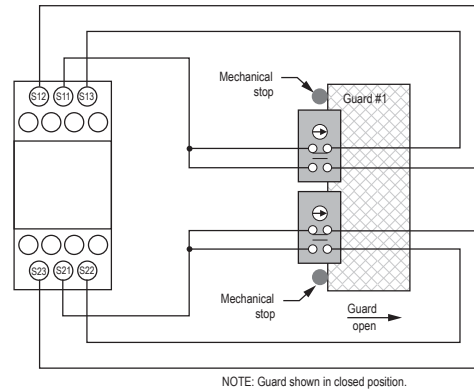 S12 S11 S13
Mechanical
stop
Guard #1
S23 S21 S22
Mechanical
stop
Guard
open
NOTE: Guard shown in closed position.